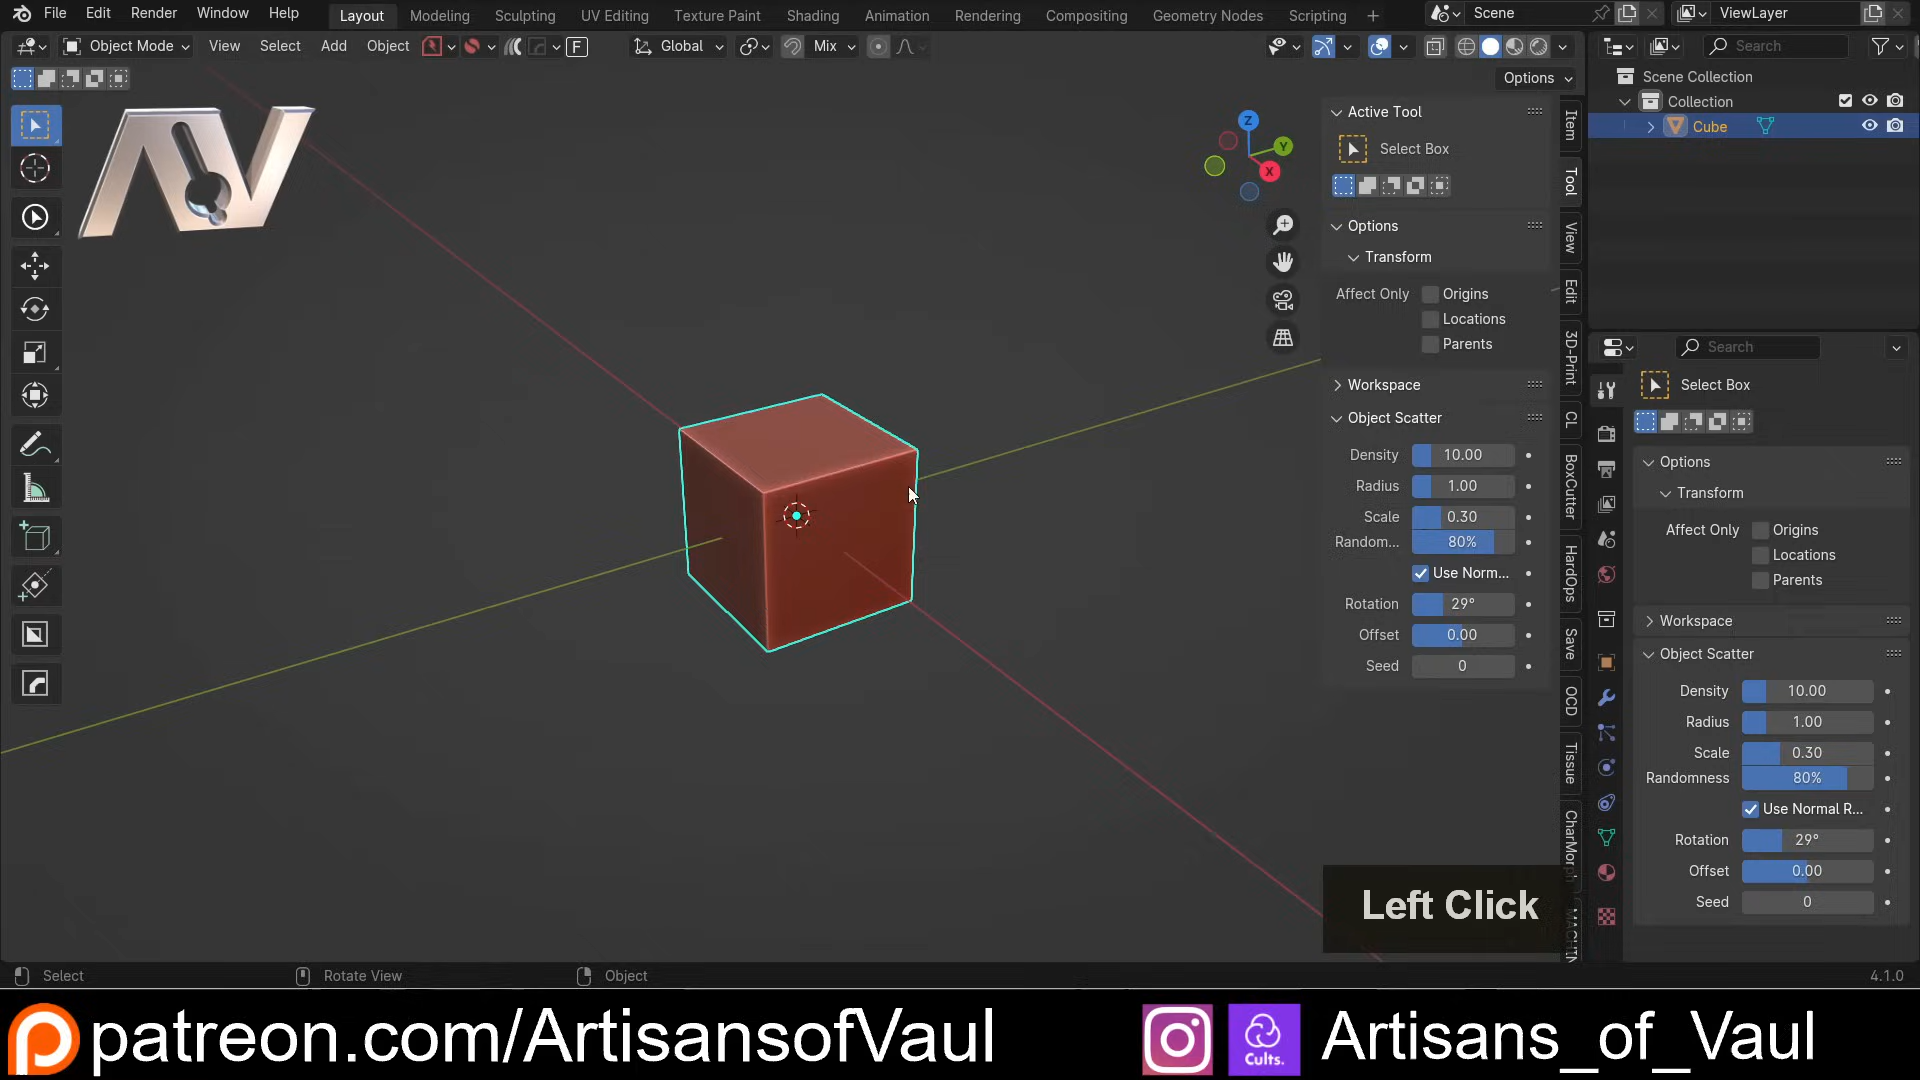 File Edit Render Window Help Layout Modeling Sculpting UV Editing Texture Paint Shading Animation Rendering Compositing Geometry Nodes Scripting + Scene ViewLayer
Object Mode View Select Add Object F Global Mix Search
Options
Scene Collection
Collection
Cube
Z
Y
X
Active Tool
Select Box
Options
Transform
Affect Only Origins
Locations
Parents
Workspace
Object Scatter
Density 10.00
Radius 1.00
Scale 0.30
Random... 80%
Use Norm...
Rotation 29°
Offset 0.00
Seed 0
Item
Tool
View
Edit
3D-Print
CL
BoxCutter
HardOps
Save
OCD
Tissue
CharMorph
Search
Select Box
Options
Transform
Affect Only Origins
Locations
Parents
Workspace
Object Scatter
Density 10.00
Radius 1.00
Scale 0.30
Randomness 80%
Use Normal R...
Rotation 29°
Offset 0.00
Seed 0
Left Click
Select Rotate View Object 4.1.0
patreon.com/ArtisansofVaul Cults. Artisans_of_Vaul